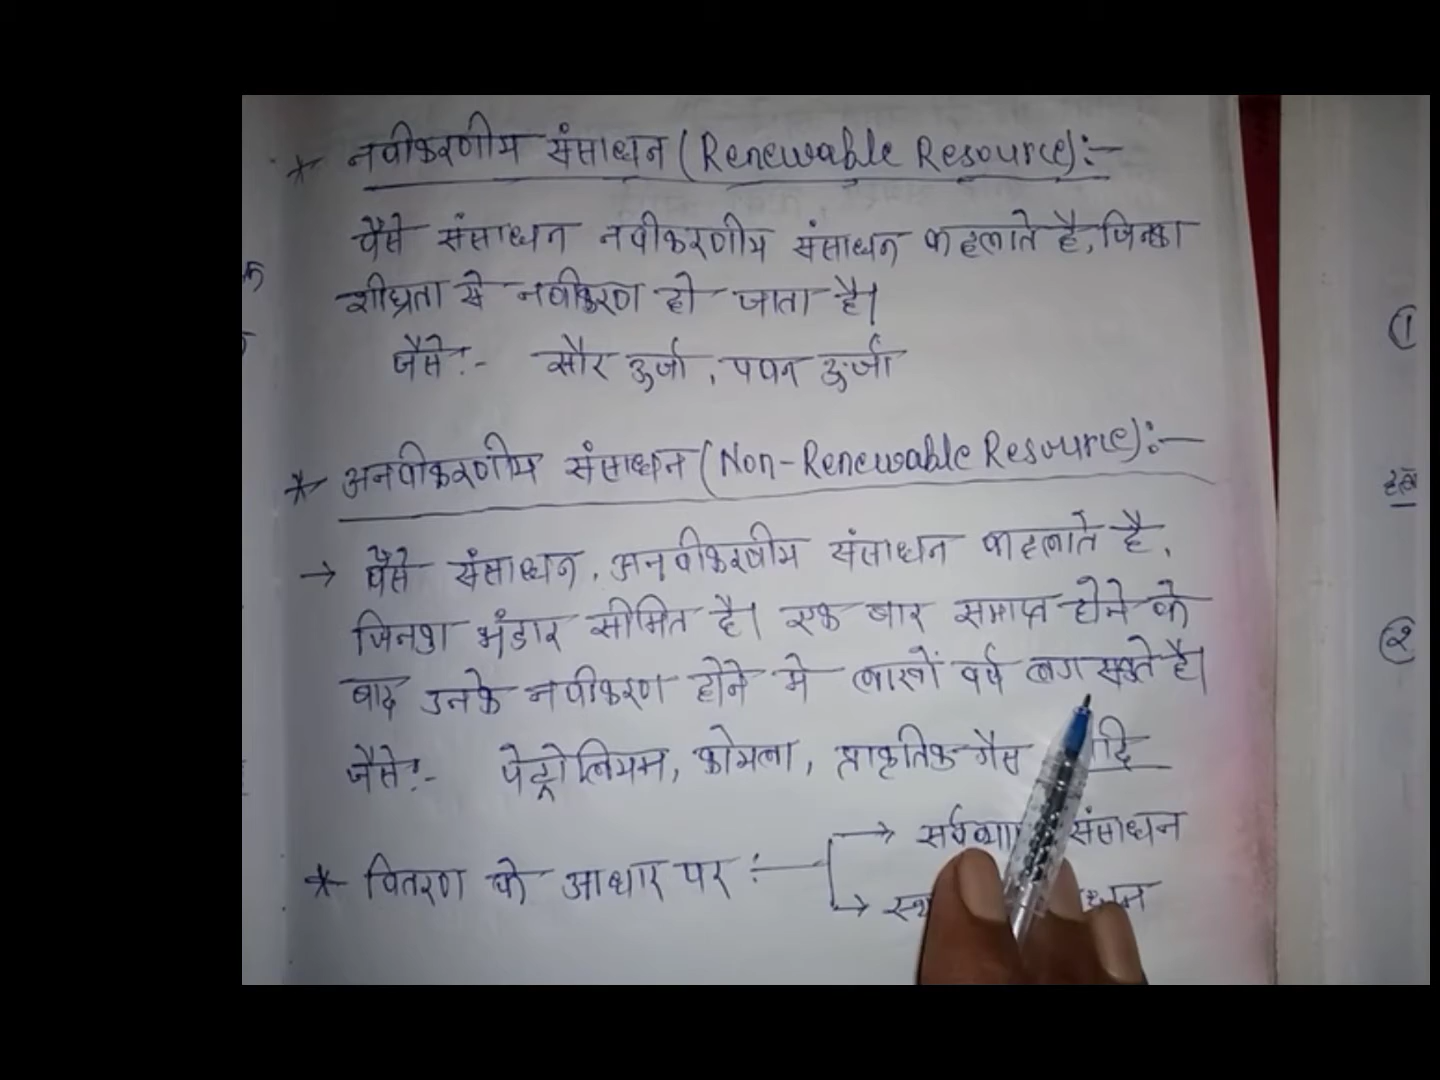 * नवीकरणीय संसाधन (Renewable Resource):-
वैसे संसाधन नवीकरणीय संसाधन कहलाते है, जिनका
शीघ्रता से नवीकरण हो जाता है।
जैसे:- सौर ऊर्जा, पवन ऊर्जा
* अनवीकरणीय संसाधन (Non-Renewable Resource):-
→ वैसे संसाधन, अनवीकरणीय संसाधन कहलाते है,
जिनका भंडार सीमित है। एक बार समाप्त होने के
बाद उनके नवीकरण होने मे लाखों वर्ष लग सकते है।
जैसे:- पेट्रोलियम, कोयला, प्राकृतिक गैस
* वितरण के आधार पर :-
→ संसाधन
→
①
②